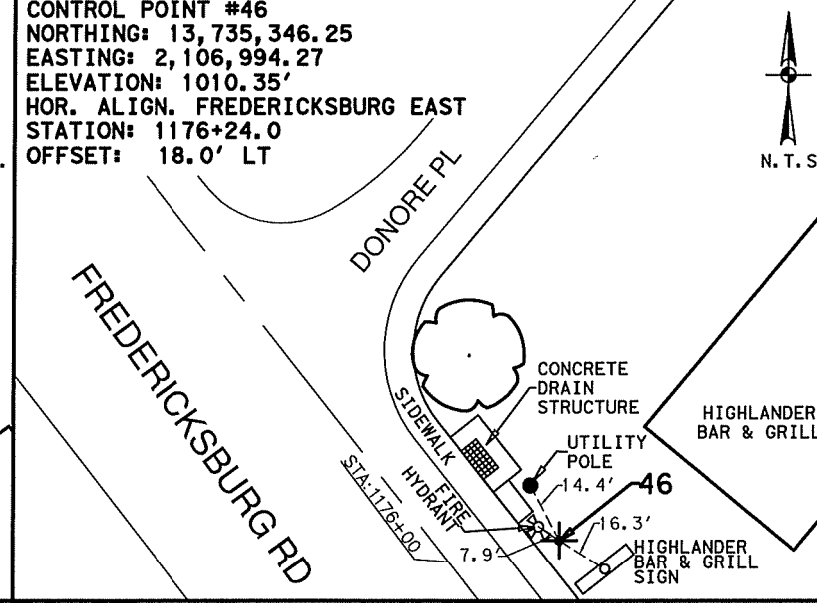 CONTROL POINT #46
NORTHING: 13,735,346.25
EASTING: 2,106,994.27
ELEVATION: 1010.35'
HOR. ALIGN. FREDERICKSBURG EAST
STATION: 1176+24.0
OFFSET: 18.0' LT
N.T.S
DONORE PL
FREDERICKSBURG RD
CONCRETE
DRAIN
STRUCTURE
SIDEWALK
HIGHLANDER
BAR & GRILL
UTILITY
POLE
STA:1176+00
FIRE
HYDRANT
14.4'
46
16.3'
7.9'
HIGHLANDER
BAR & GRILL
SIGN